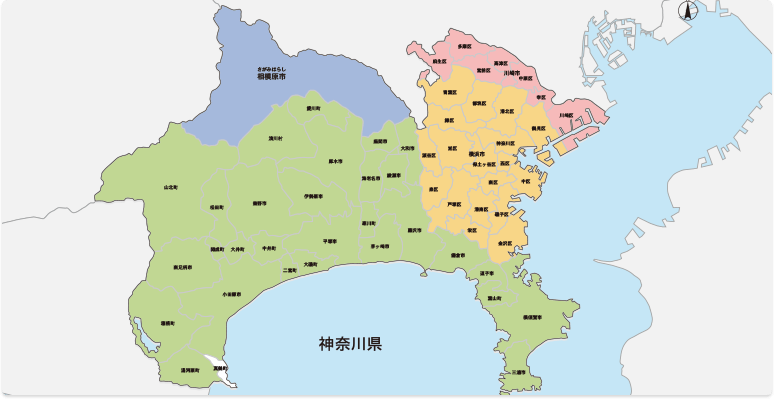 多摩区
麻生区
高津区
宮前区
川崎市
中原区
さがみはらし
相模原市
幸区
青葉区
都筑区
港北区
川崎区
愛川町
緑区
鶴見区
清川村
座間市
大和市
旭区
神奈川区
瀬谷区
横浜市
厚木市
保土ヶ谷区
西区
海老名市
綾瀬市
南区
中区
山北町
泉区
伊勢原市
戸塚区
秦野市
松田町
港南区
磯子区
寒川町
藤沢市
栄区
平塚市
金沢区
開成町
大井町
中井町
茅ヶ崎市
鎌倉市
大磯町
二宮町
南足柄市
逗子市
小田原市
葉山町
横須賀市
箱根町
神奈川県
湯河原町
真鶴町
三浦市